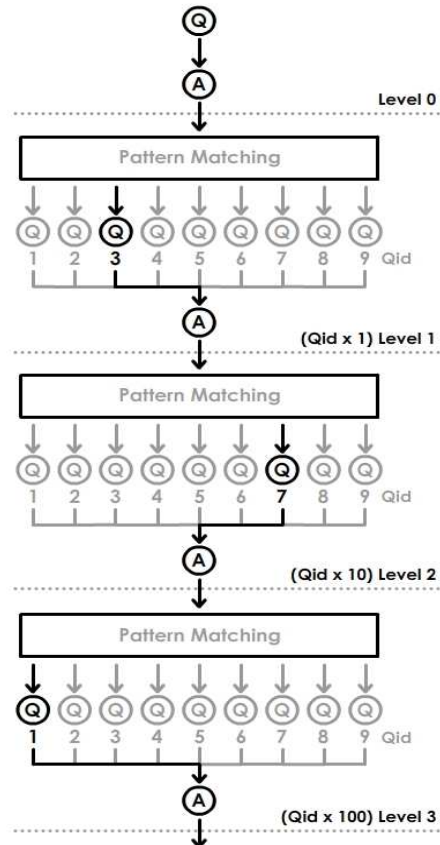 Q
A
Level 0
Pattern Matching
Q Q Q Q Q Q Q Q Q
1 2 3 4 5 6 7 8 9 Qid
A
(Qid x 1) Level 1
Pattern Matching
Q Q Q Q Q Q Q Q Q
1 2 3 4 5 6 7 8 9 Qid
A
(Qid x 10) Level 2
Pattern Matching
Q Q Q Q Q Q Q Q Q
1 2 3 4 5 6 7 8 9 Qid
A
(Qid x 100) Level 3